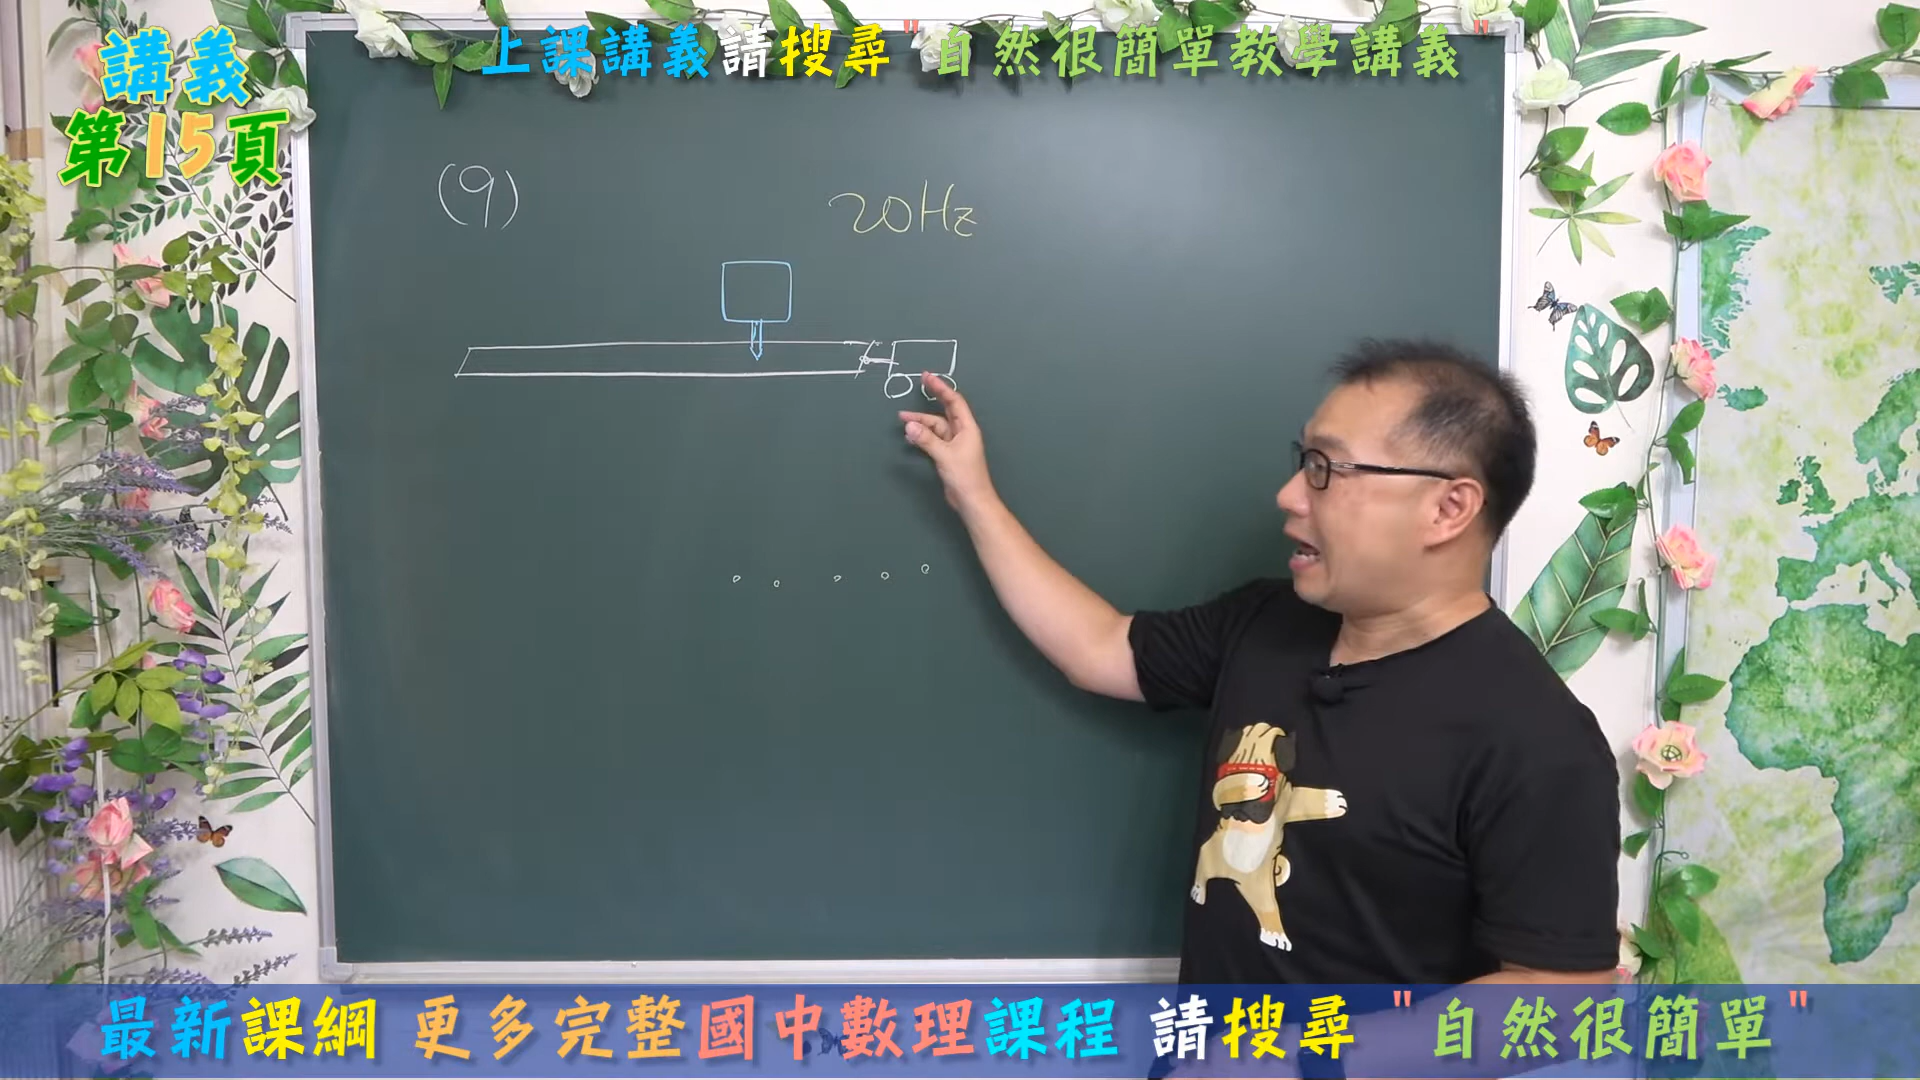 上課講義請搜尋"自然很簡單教學講義"
講義
第15頁
(9)
20Hz
最新課綱 更多完整國中數理課程 請搜尋"自然很簡單"